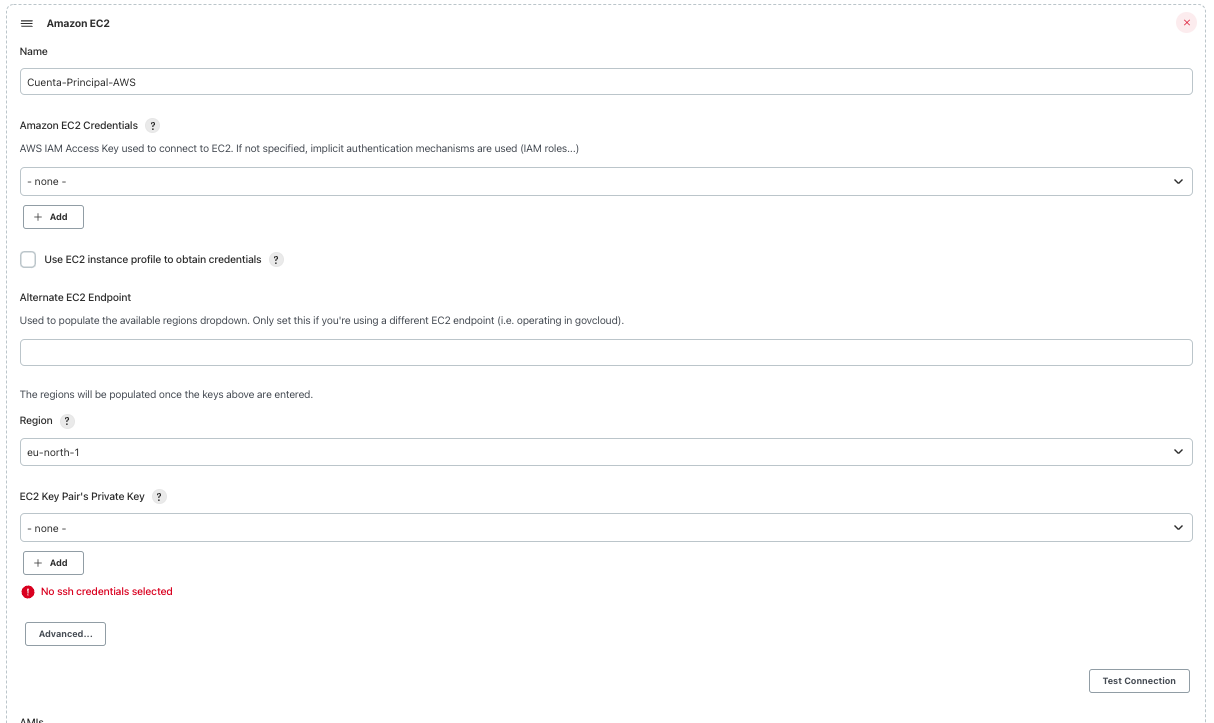 Amazon EC2
Name
Cuenta-Principal-AWS
Amazon EC2 Credentials ?
AWS IAM Access Key used to connect to EC2. If not specified, implicit authentication mechanisms are used (IAM roles...)
- none -
+ Add
Use EC2 instance profile to obtain credentials ?
Alternate EC2 Endpoint
Used to populate the available regions dropdown. Only set this if you're using a different EC2 endpoint (i.e. operating in govcloud).
The regions will be populated once the keys above are entered.
Region ?
eu-north-1
EC2 Key Pair's Private Key ?
- none -
+ Add
No ssh credentials selected
Advanced...
Test Connection
AMIs